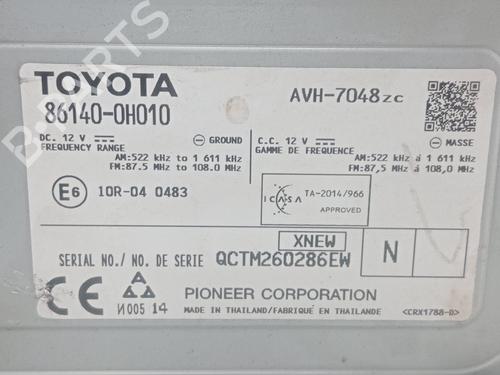 TOYOTA
86140-0H010
AVH-7048zc
DC. 12 V GROUND
FREQUENCY RANGE
AM:522 kHz to 1 611 kHz
FM:87.5 MHz to 108.0 MHz
C.C. 12 V MASSE
GAMME DE FREQUENCE
AM:522 kHz à 1 611 kHz
FM:87,5 MHz à 108,0 MHz
E6 10R-04 0483
ICASA TA-2014/966
APPROVED
XNEW
SERIAL NO./ NO. DE SERIE QCTM260286EW
N
CE
И005 14
PIONEER CORPORATION
MADE IN THAILAND/FABRIQUÉ EN THAILANDE
<CRX1788-D>
B-PARTS